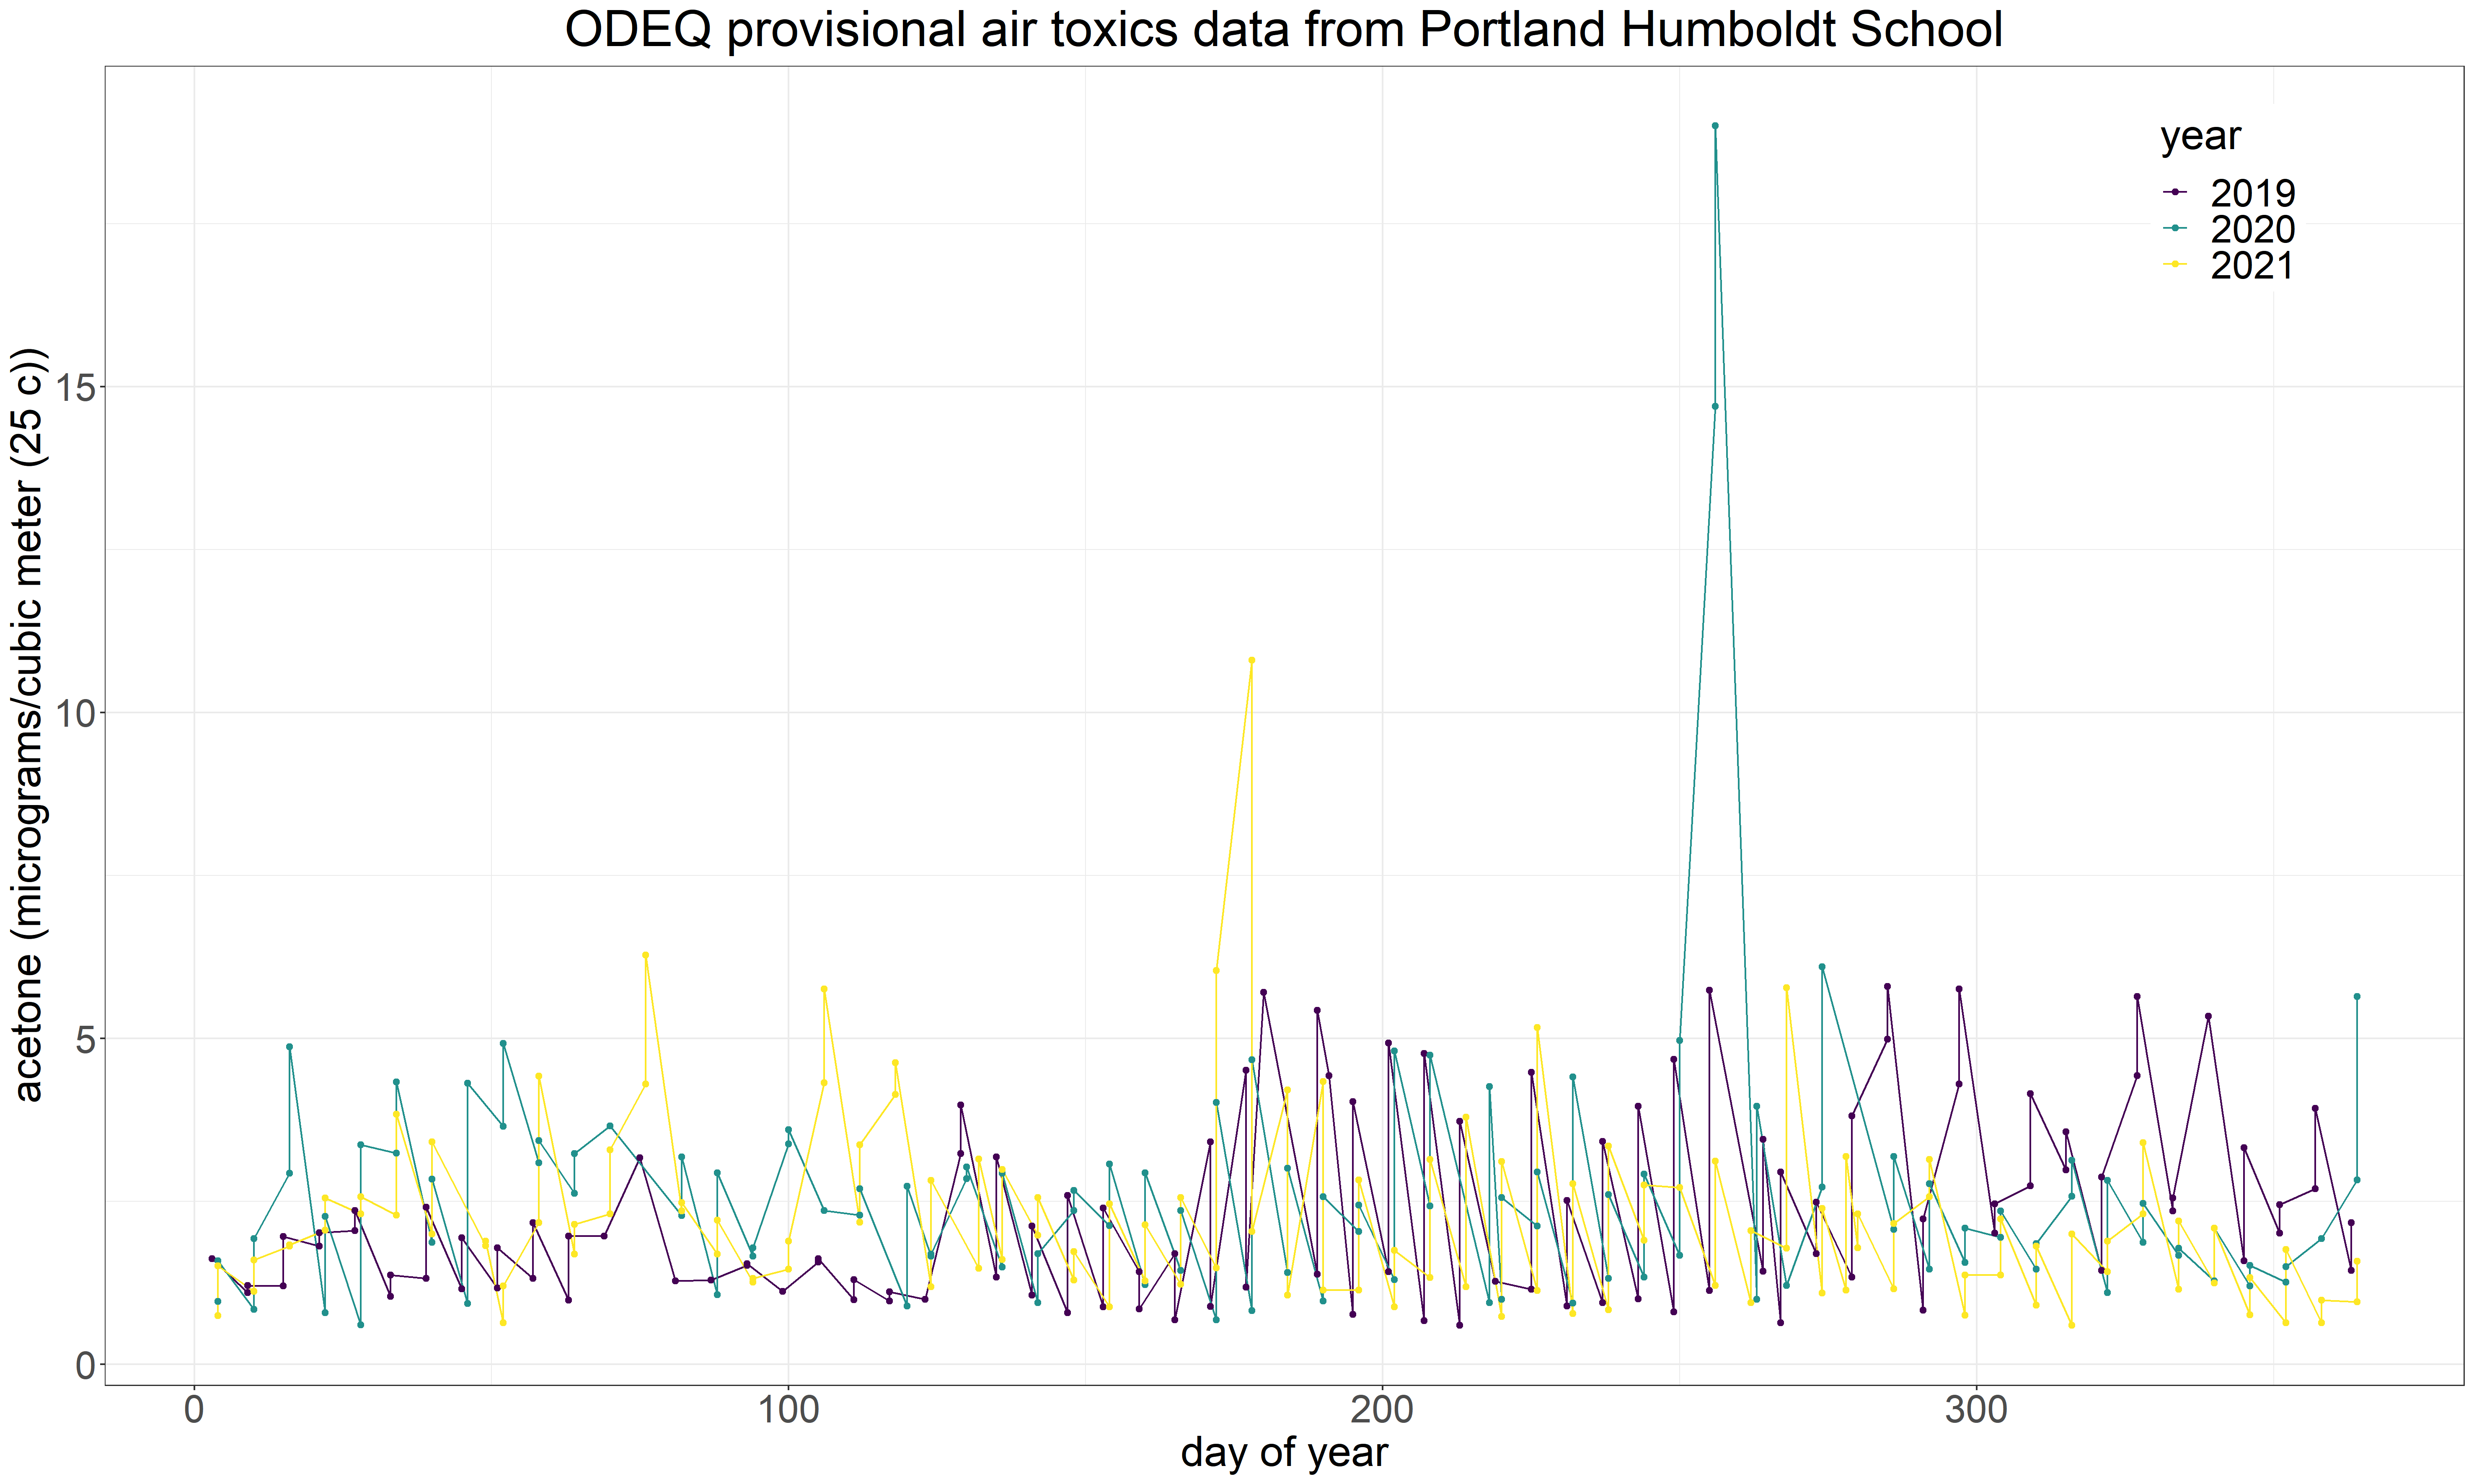 ODEQ provisional air toxics data from Portland Humboldt School
year
2019
2020
2021
acetone (micrograms/cubic meter (25 c))
15
10
5
0
0 100 200 300
day of year